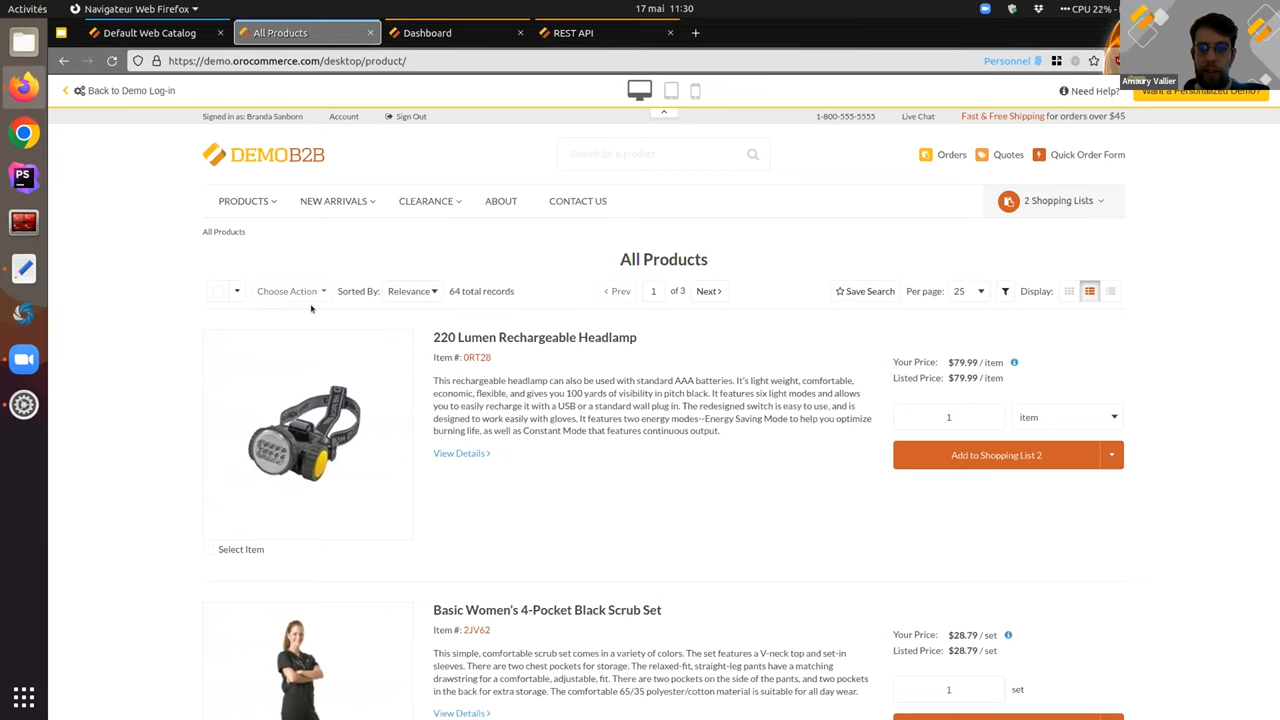 Activités
Navigateur Web Firefox
17 mai 11:30
CPU 22%
Default Web Catalog ×
All Products ×
Dashboard ×
REST API ×
+
https://demo.orocommerce.com/desktop/product/
Personnel
Amaury Vallier
Back to Demo Log-in
Need Help?
Want a Personalized Demo?
Signed in as: Branda Sanborn
Account
Sign Out
1-800-555-5555
Live Chat
Fast & Free Shipping for orders over $45
DEMOB2B
Search for a product
Orders
Quotes
Quick Order Form
PRODUCTS
NEW ARRIVALS
CLEARANCE
ABOUT
CONTACT US
2 Shopping Lists
All Products
All Products
Choose Action
Sorted By: Relevance
64 total records
Prev 1 of 3 Next
Save Search
Per page: 25
Display:
220 Lumen Rechargeable Headlamp
Item #: 0RT28
This rechargeable headlamp can also be used with standard AAA batteries. It's light weight, comfortable,
economic, flexible, and gives you 100 yards of visibility in pitch black. It features six light modes and allows
you to easily recharge it with a USB or a standard wall plug in. The redesigned switch is easy to use, and is
designed to work easily with gloves. It features two energy modes--Energy Saving Mode to help you optimize
burning life, as well as Constant Mode that features continuous output.
View Details
Your Price: $79.99 / item
Listed Price: $79.99 / item
1 item
Add to Shopping List 2
Select Item
Basic Women's 4-Pocket Black Scrub Set
Item #: 2JV62
This simple, comfortable scrub set comes in a variety of colors. The set features a V-neck top and set-in
sleeves. There are two chest pockets for storage. The relaxed-fit, straight-leg pants have a matching
drawstring for a comfortable, adjustable, fit. There are two pockets on the side of the pants, and two pockets
in the back for extra storage. The comfortable 65/35 polyester/cotton material is suitable for all day wear.
View Details
Your Price: $28.79 / set
Listed Price: $28.79 / set
1 set
PS